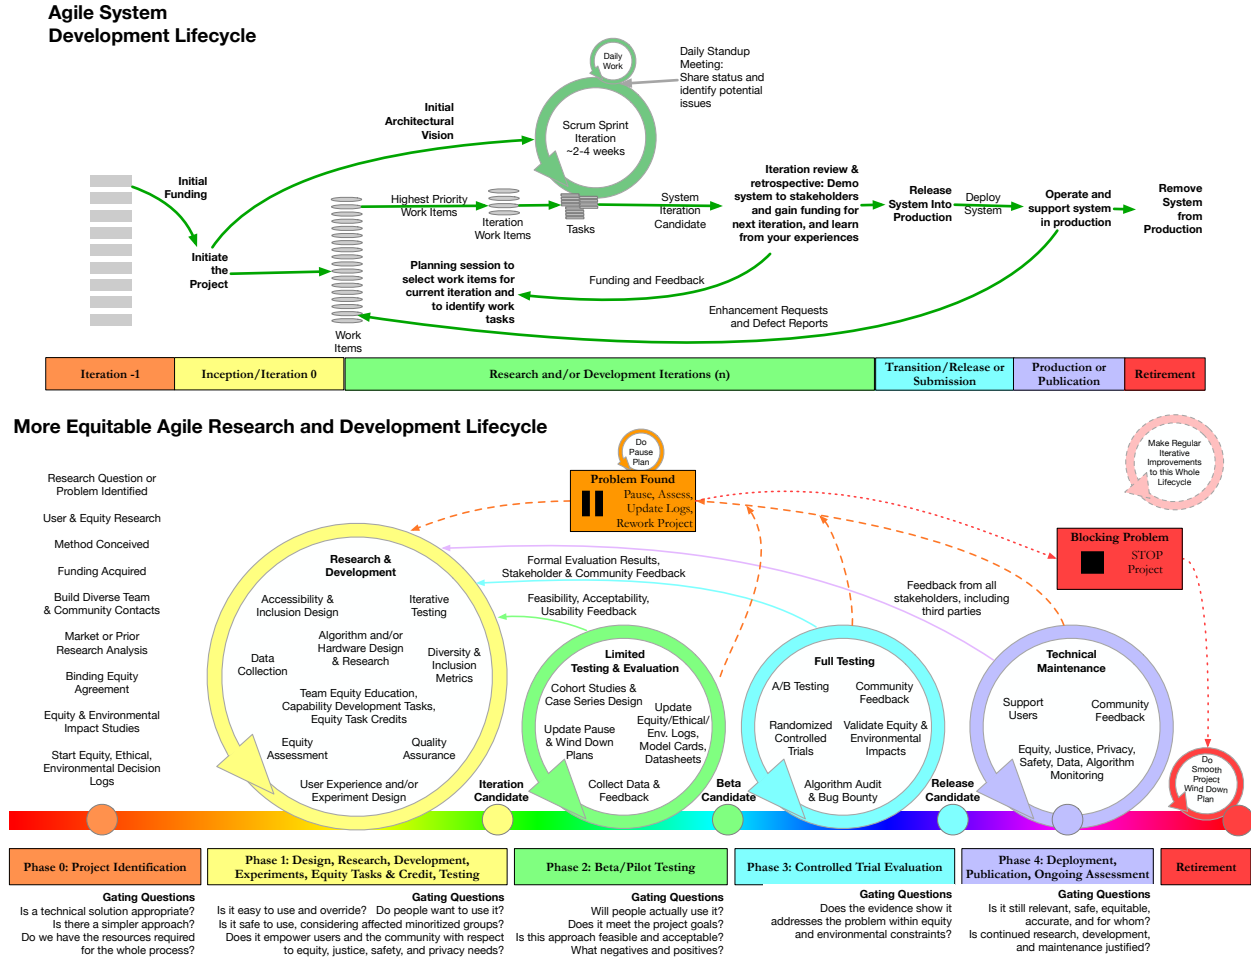 Agile System
Development Lifecycle
Daily
Work
Daily Standup
Meeting:
Share status and
identify potential
issues
Initial
Architectural
Vision
Scrum Sprint
Iteration
~2-4 weeks
Initial
Funding
Initiate
the
Project
Highest Priority
Work Items
Iteration
Work Items
Tasks
System
Iteration
Candidate
Iteration review &
retrospective: Demo
system to stakeholders
and gain funding for
next iteration, and learn
from your experiences
Release
System Into
Production
Deploy
System
Operate and
support system
in production
Remove
System
from
Production
Planning session to
select work items for
current iteration and
to identify work
tasks
Funding and Feedback
Enhancement Requests
and Defect Reports
Work
Items
Iteration -1
Inception/Iteration 0
Research and/or Development Iterations (n)
Transition/Release or
Submission
Production or
Publication
Retirement
More Equitable Agile Research and Development Lifecycle
Do
Pause
Plan
Problem Found
Pause, Assess,
Update Logs,
Rework Project
Make Regular
Iterative
Improvements
to this Whole
Lifecycle
Blocking Problem
STOP
Project
Research Question or
Problem Identified
User & Equity Research
Method Conceived
Funding Acquired
Build Diverse Team
& Community Contacts
Market or Prior
Research Analysis
Binding Equity
Agreement
Equity & Environmental
Impact Studies
Start Equity, Ethical,
Environmental Decision
Logs
Research &
Development
Accessibility &
Inclusion Design
Iterative
Testing
Algorithm and/or
Hardware Design
& Research
Data
Collection
Diversity &
Inclusion
Metrics
Team Equity Education,
Capability Development Tasks,
Equity Task Credits
Equity
Assessment
Quality
Assurance
User Experience and/or
Experiment Design
Formal Evaluation Results,
Stakeholder & Community Feedback
Feasibility, Acceptability,
Usability Feedback
Feedback from all
stakeholders, including
third parties
Iteration
Candidate
Limited
Testing & Evaluation
Cohort Studies &
Case Series Design
Update
Equity/Ethical/
Env. Logs,
Model Cards,
Datasheets
Update Pause
& Wind Down
Plans
Collect Data &
Feedback
Beta
Candidate
Full Testing
A/B Testing
Community
Feedback
Randomized
Controlled
Trials
Validate Equity &
Environmental
Impacts
Algorithm Audit
& Bug Bounty
Release
Candidate
Technical
Maintenance
Support
Users
Community
Feedback
Equity, Justice, Privacy,
Safety, Data, Algorithm
Monitoring
Do
Smooth
Project
Wind Down
Plan
Phase 0: Project Identification
Phase 1: Design, Research, Development,
Experiments, Equity Tasks & Credit, Testing
Phase 2: Beta/Pilot Testing
Phase 3: Controlled Trial Evaluation
Phase 4: Deployment,
Publication, Ongoing Assessment
Retirement
Gating Questions
Is a technical solution appropriate?
Is there a simpler approach?
Do we have the resources required
for the whole process?
Gating Questions
Is it easy to use and override? Do people want to use it?
Is it safe to use, considering affected minoritized groups?
Does it empower users and the community with respect
to equity, justice, safety, and privacy needs?
Gating Questions
Will people actually use it?
Does it meet the project goals?
Is this approach feasible and acceptable?
What negatives and positives?
Gating Questions
Does the evidence show it
addresses the problem within equity
and environmental constraints?
Gating Questions
Is it still relevant, safe, equitable,
accurate, and for whom?
Is continued research, development,
and maintenance justified?